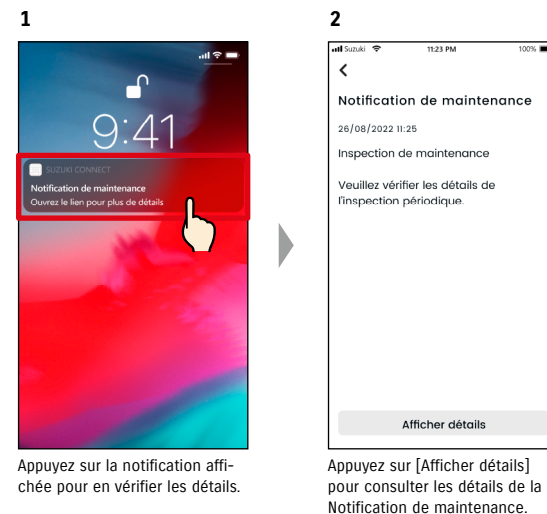 1
9:41
SUZUKI CONNECT
Notification de maintenance
Ouvrez le lien pour plus de détails
Appuyez sur la notification affi-
chée pour en vérifier les détails.
2
Suzuki 11:23 PM 100%
Notification de maintenance
26/08/2022 11:25
Inspection de maintenance
Veuillez vérifier les détails de
l'inspection périodique.
Afficher détails
Appuyez sur [Afficher détails]
pour consulter les détails de la
Notification de maintenance.